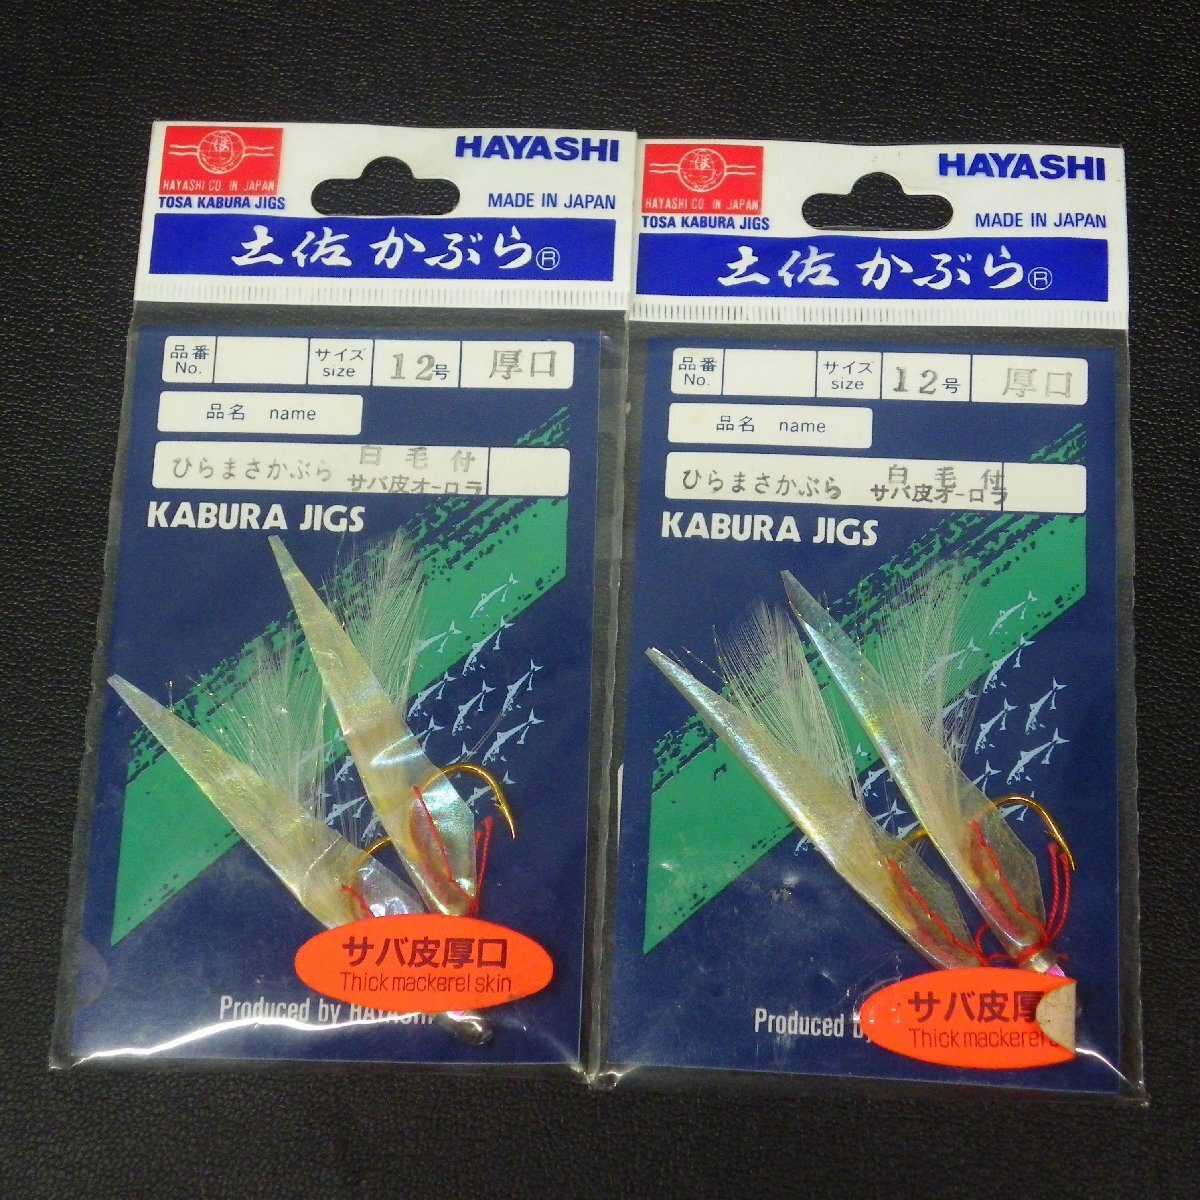 HAYASHI CO IN JAPAN
TOSA KABURA JIGS
HAYASHI
MADE IN JAPAN
土佐かぶら®
品番 No.
サイズ size
12号
厚口
品名 name
ひらまさかぶら
白毛付
サバ皮オーロラ
KABURA JIGS
サバ皮厚口
Thick mackerel skin
Produced by HAYASHI
HAYASHI CO IN JAPAN
TOSA KABURA JIGS
HAYASHI
MADE IN JAPAN
土佐かぶら®
品番 No.
サイズ size
12号
厚口
品名 name
ひらまさかぶら
白毛付
サバ皮オーロラ
KABURA JIGS
サバ皮厚
Thick mackerel
Produced